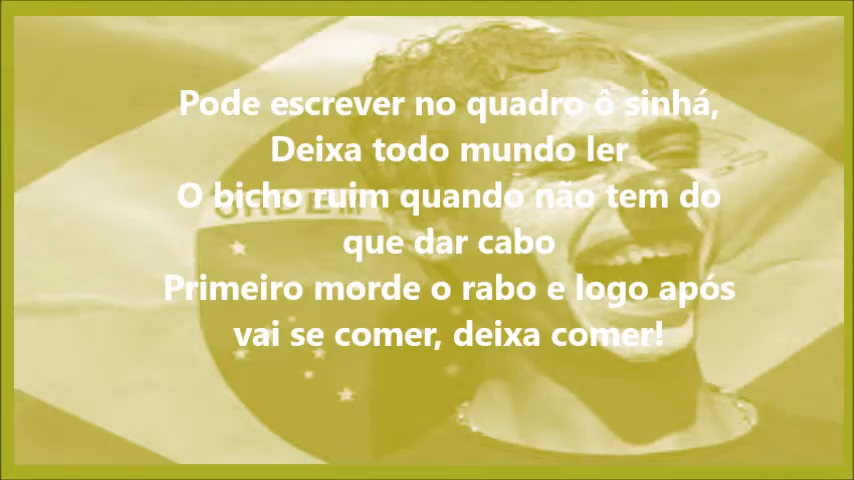 Pode escrever no quadro ô sinhá,
Deixa todo mundo ler
O bicho ruim quando não tem do
que dar cabo
Primeiro morde o rabo e logo após
vai se comer, deixa comer!
ORDEM